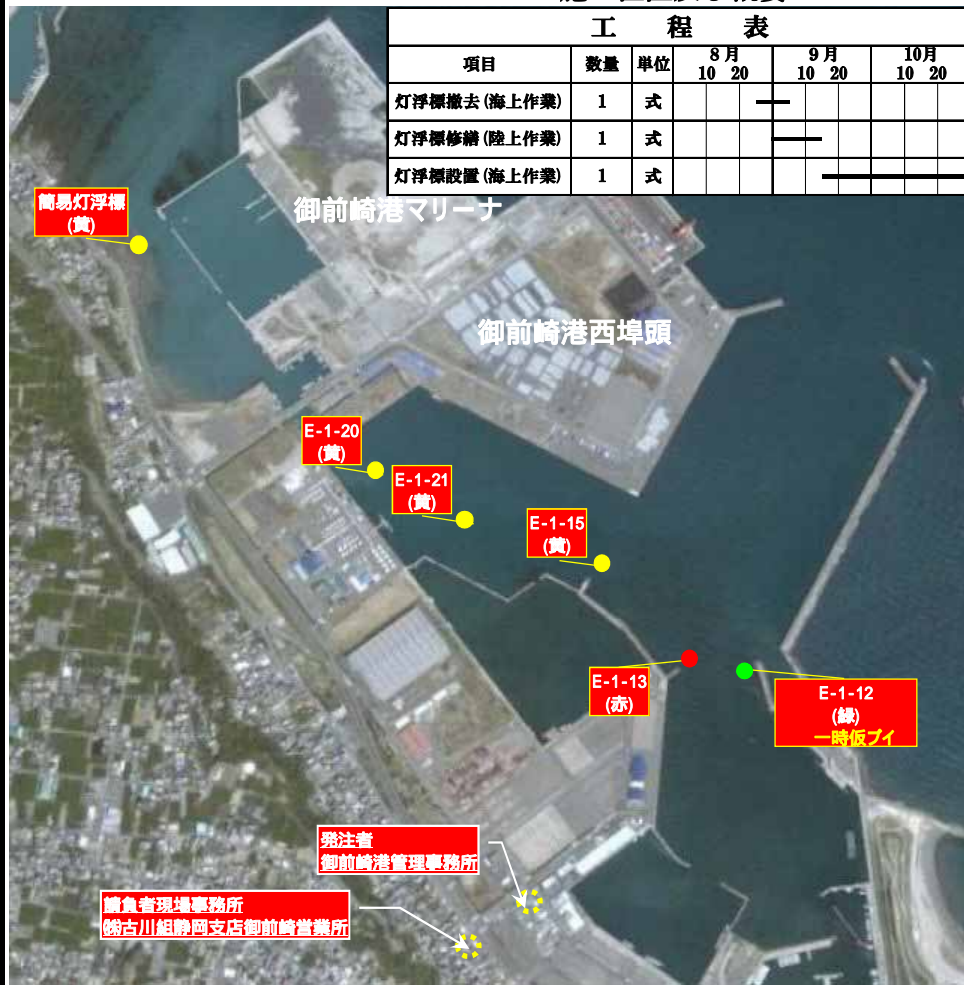 工 程 表
項目 数量 単位 8月 9月 10月
10 20 10 20 10 20
灯浮標撤去(海上作業) 1 式
灯浮標修繕(陸上作業) 1 式
灯浮標設置(海上作業) 1 式
簡易灯浮標
(黄)
御前崎港マリーナ
御前崎港西埠頭
E-1-20
(黄)
E-1-21
(黄)
E-1-15
(黄)
E-1-13
(赤)
E-1-12
(緑)
一時仮ブイ
発注者
御前崎港管理事務所
請負者現場事務所
㈱古川組静岡支店御前崎営業所